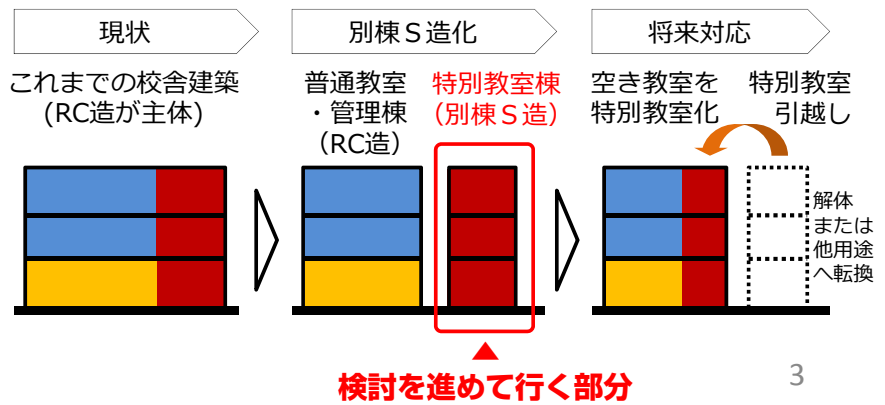 現状
別棟S造化
将来対応
これまでの校舎建築
(RC造が主体)
普通教室
・管理棟
（RC造）
特別教室棟
（別棟S造）
空き教室を
特別教室化
特別教室
引越し
解体
または
他用途
へ転換
検討を進めて行く部分
3